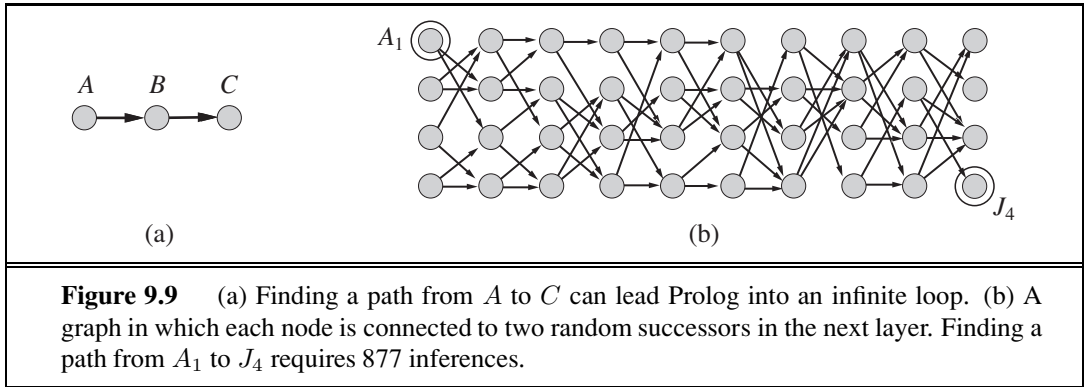 A₁
A B C
J₄
(a) (b)
Figure 9.9 (a) Finding a path from A to C can lead Prolog into an infinite loop. (b) A
graph in which each node is connected to two random successors in the next layer. Finding a
path from A₁ to J₄ requires 877 inferences.